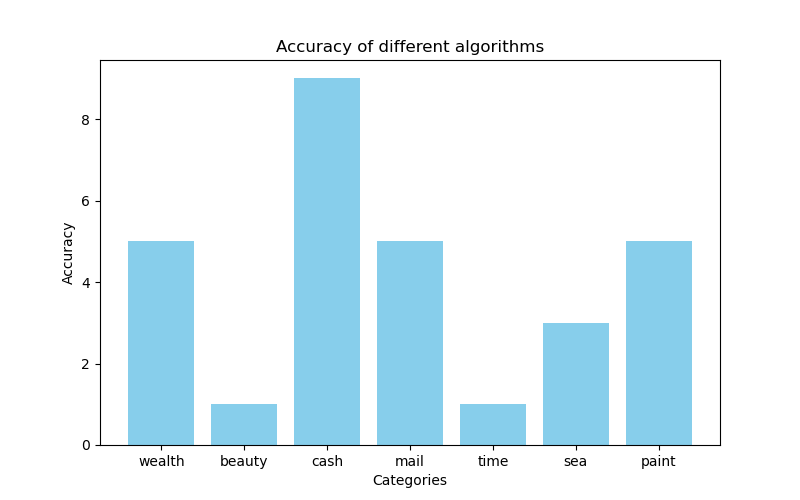 Accuracy of different algorithms
8
6
4
2
0
Accuracy
wealth beauty cash mail time sea paint
Categories